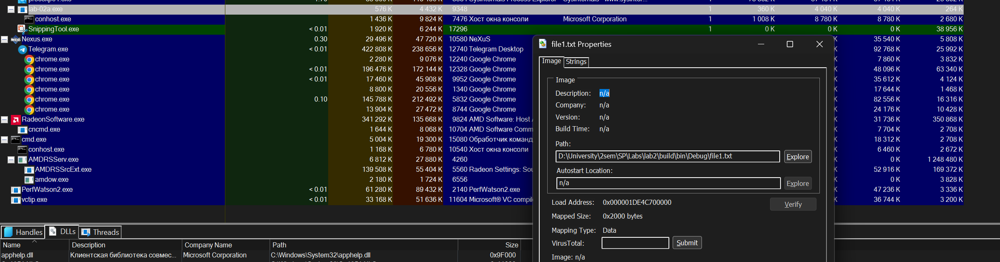 lab-02a.exe 576 K 4 432 K 9348 1 360 K 4 040 K 4 040 K 264 K
conhost.exe 1 436 K 9 824 K 7476 Хост окна консоли Microsoft Corporation 1 1 008 K 8 780 K 8 780 K 2 680 K
SnippingTool.exe < 0.01 1 920 K 6 244 K 17296 1 0 K 0 K 0 K 38 956 K
Nexus.exe 0.30 29 496 K 47 720 K 10580 NeXuS 35 540 K 5 808 K
Telegram.exe < 0.01 422 808 K 238 656 K 12740 Telegram Desktop 92 768 K 25 992 K
chrome.exe 2 280 K 9 076 K 12240 Google Chrome 7 860 K 3 832 K
chrome.exe < 0.01 196 476 K 172 144 K 12328 Google Chrome 48 096 K 63 340 K
chrome.exe < 0.01 17 460 K 45 908 K 9952 Google Chrome 35 612 K 4 124 K
chrome.exe 8 800 K 20 556 K 1340 Google Chrome 17 644 K 1 468 K
chrome.exe 0.10 145 788 K 212 492 K 5832 Google Chrome 82 556 K 16 316 K
chrome.exe 13 904 K 27 472 K 8744 Google Chrome 24 176 K 10 428 K
RadeonSoftware.exe 341 292 K 135 668 K 9824 AMD Software: Host 31 736 K 350 868 K
cncmd.exe 1 644 K 8 068 K 10704 AMD Software Comm 7 704 K 2 708 K
cmd.exe 5 004 K 19 300 K 15080 Обработчик команд 18 312 K 2 708 K
conhost.exe 1 168 K 6 780 K 10540 Хост окна консоли 6 460 K 2 672 K
AMDRSServ.exe 6 812 K 27 880 K 4260 0 K 1 248 480 K
AMDRSSrcExt.exe 139 508 K 55 404 K 5560 Radeon Settings: Sou 52 916 K 169 372 K
amdow.exe 2 180 K 1 724 K 6556 0 K 3 828 K
PerfWatson2.exe < 0.01 61 280 K 89 432 K 2140 PerfWatson2.exe 47 236 K 3 336 K
vctip.exe < 0.01 33 168 K 51 636 K 11604 Microsoft® VC compil 36 744 K 3 200 K
file1.txt Properties
Image Strings
Image
Description: n/a
Company: n/a
Version: n/a
Build Time: n/a
Path:
D:\University\2sem\SP\Labs\lab2\build\bin\Debug\file1.txt Explore
Autostart Location:
n/a Explore
Load Address: 0x000001DE4C700000
Verify
Mapped Size: 0x2000 bytes
Mapping Type: Data
VirusTotal: Submit
Image: n/a
Handles DLLs Threads
Name Description Company Name Path Size
apphelp.dll Клиентская библиотека совмес... Microsoft Corporation C:\Windows\System32\apphelp.dll 0x9F000